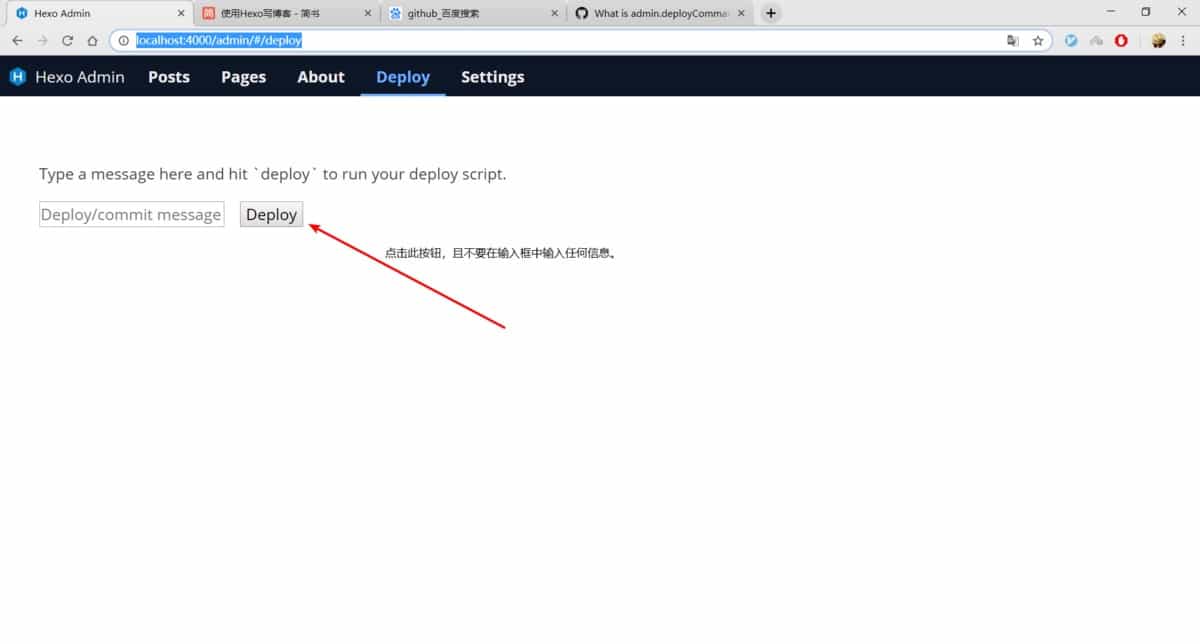 Hexo Admin
使用Hexo写博客 - 简书
github_百度搜索
What is admin.deployComma
localhost:4000/admin/#/deploy
Hexo Admin Posts Pages About Deploy Settings
Type a message here and hit `deploy` to run your deploy script.
Deploy/commit message Deploy
点击此按钮，且不要在输入框中输入任何信息。